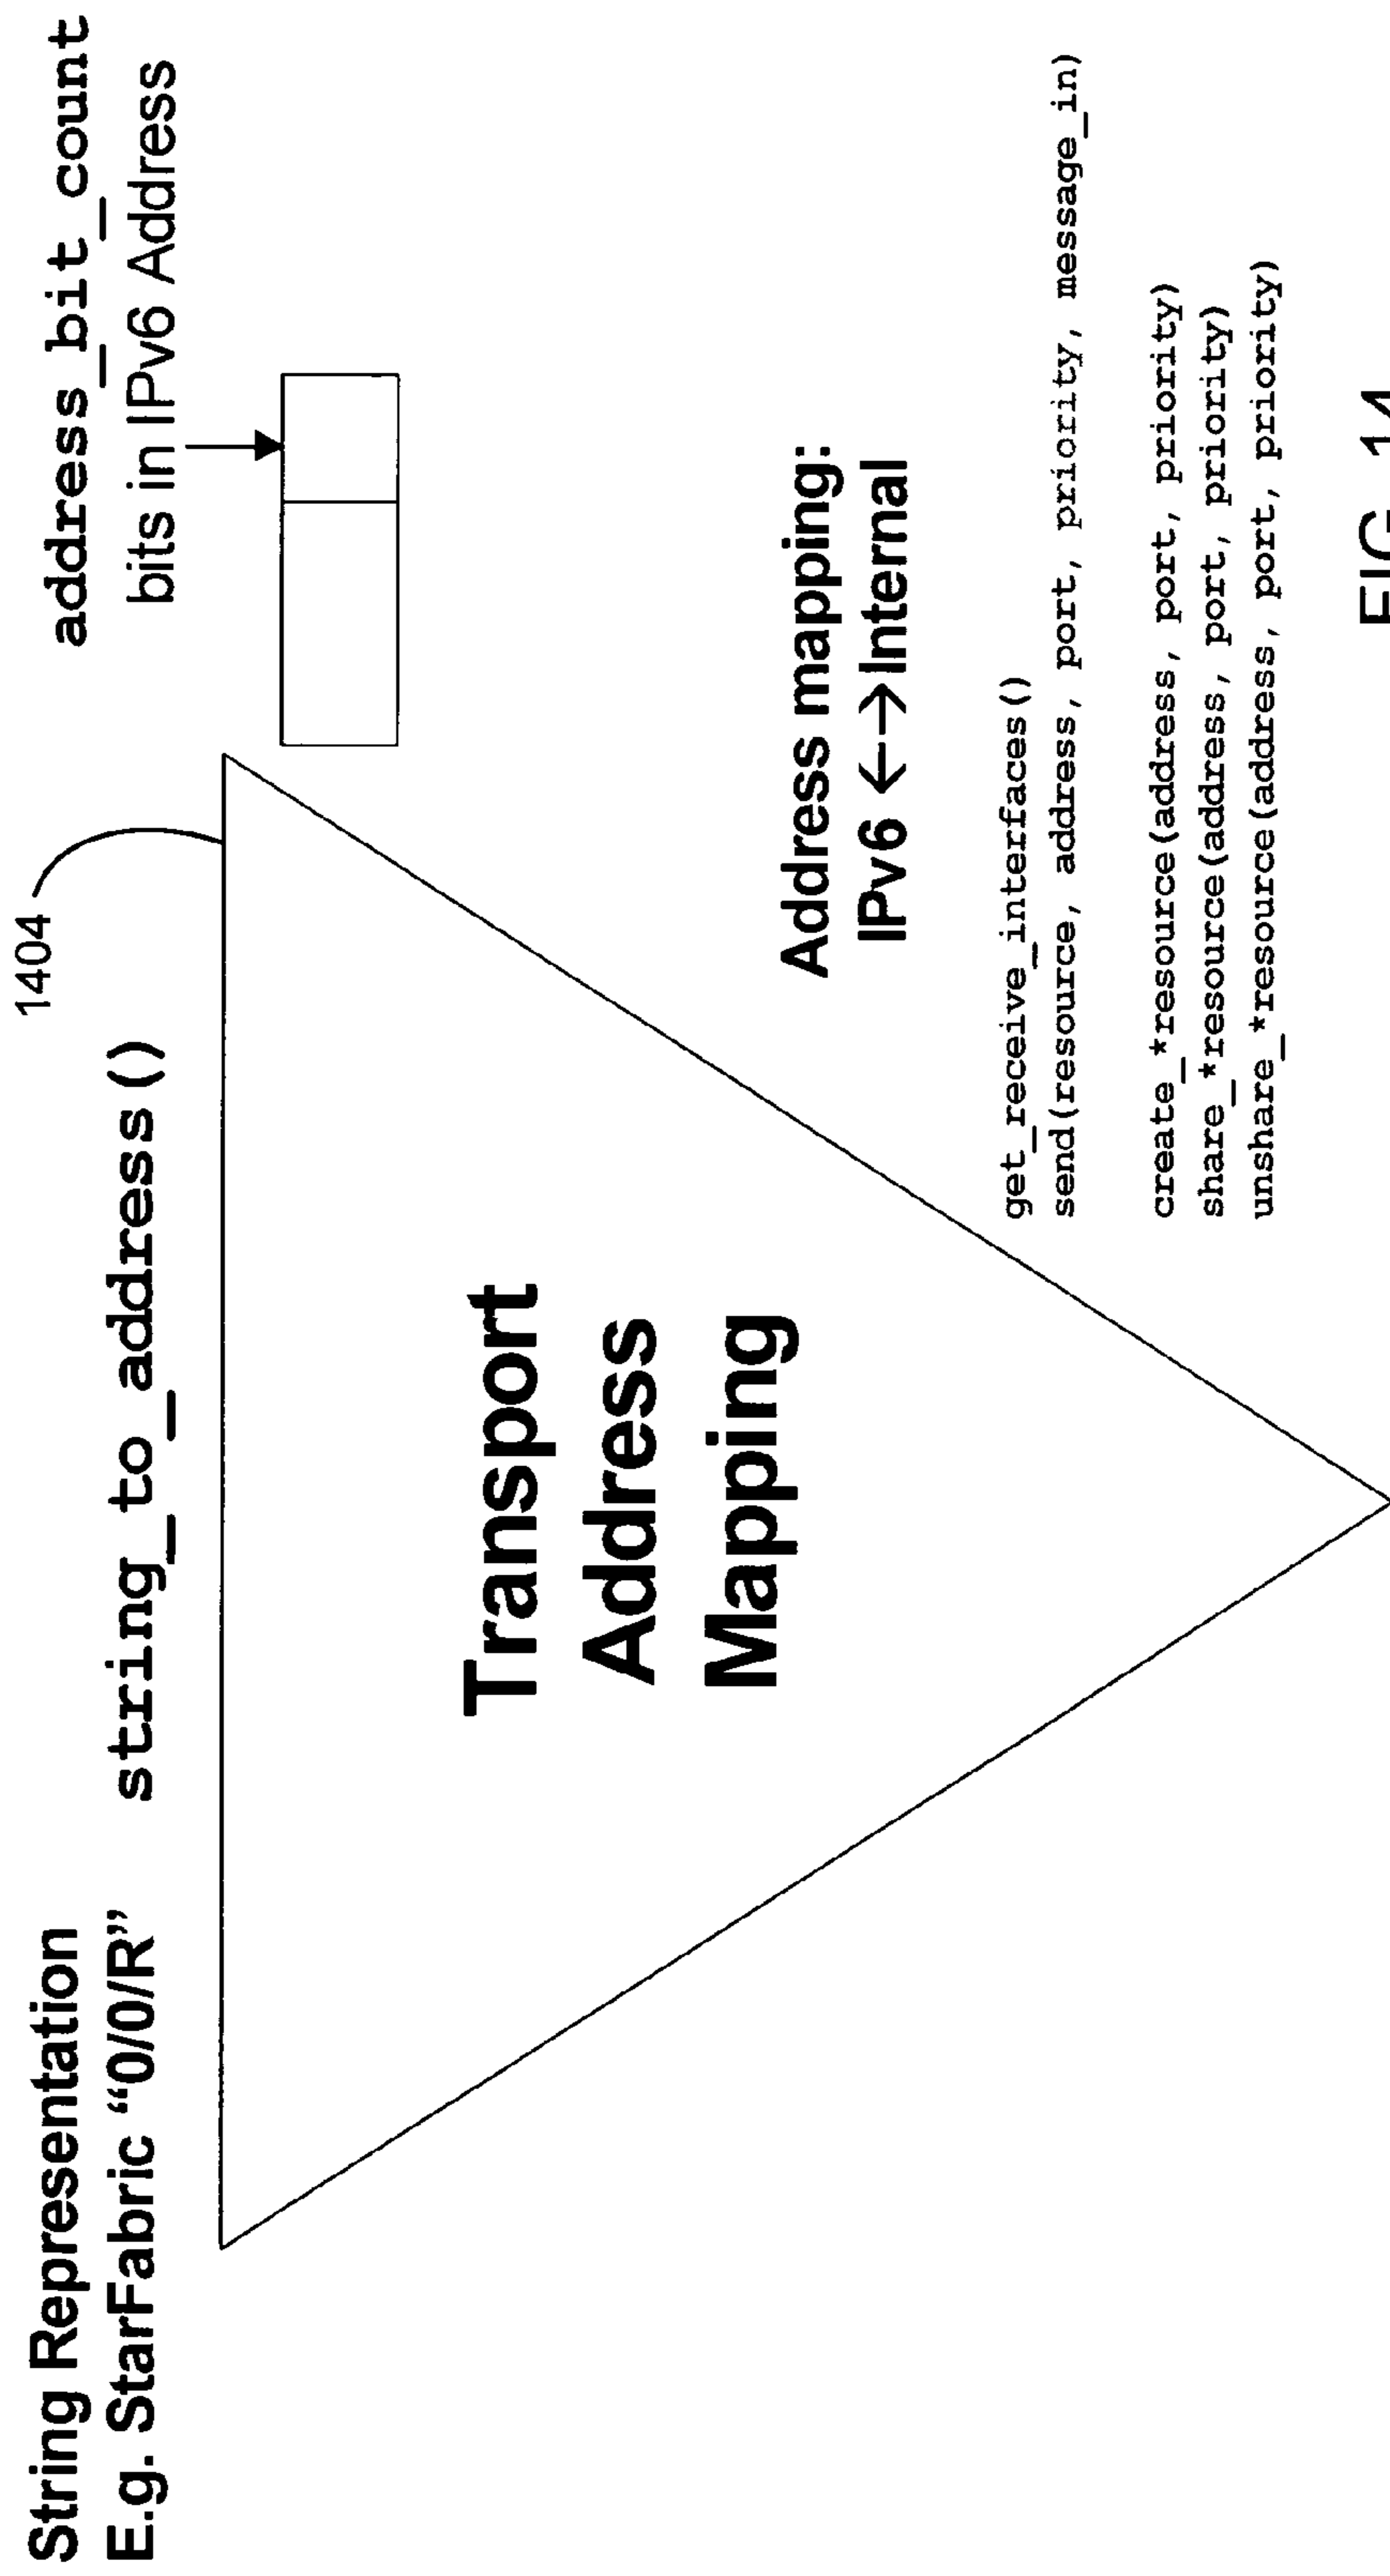 String Representation
E.g. StarFabric “0/0/R”
string_to_address()
1404
address_bit_count
bits in IPv6 Address
Transport
Address
Mapping
Address mapping:
IPv6 ←→Internal
get_receive_interfaces()
send(resource, address, port, priority, message_in)
create_*resource(address, port, priority)
share_*resource(address, port, priority)
unshare_*resource(address, port, priority)
FIG. 14